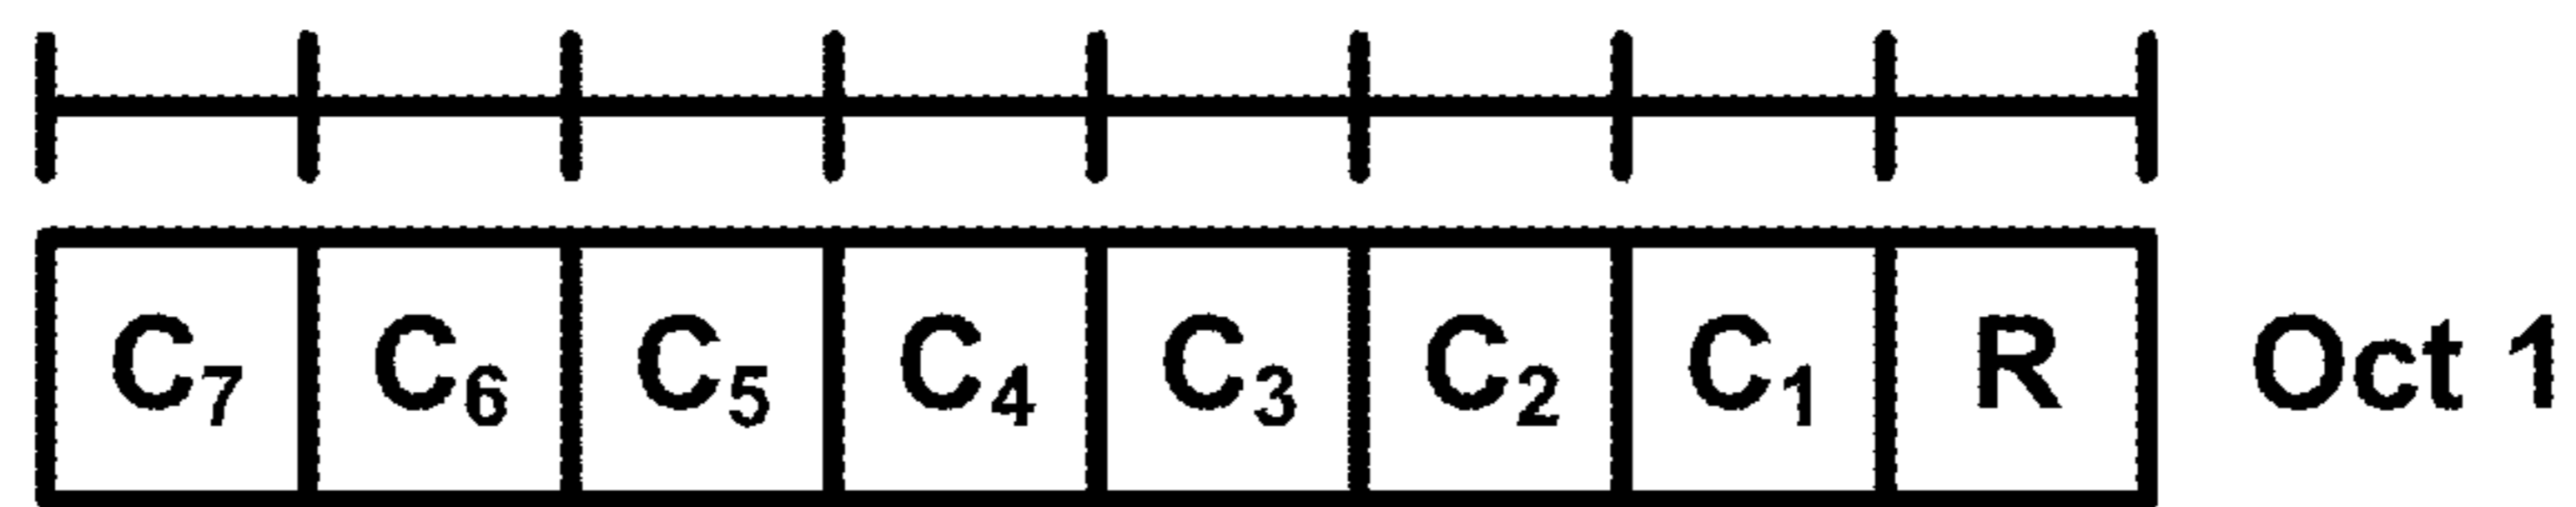 C₇ C₆ C₅ C₄ C₃ C₂ C₁ R Oct 1